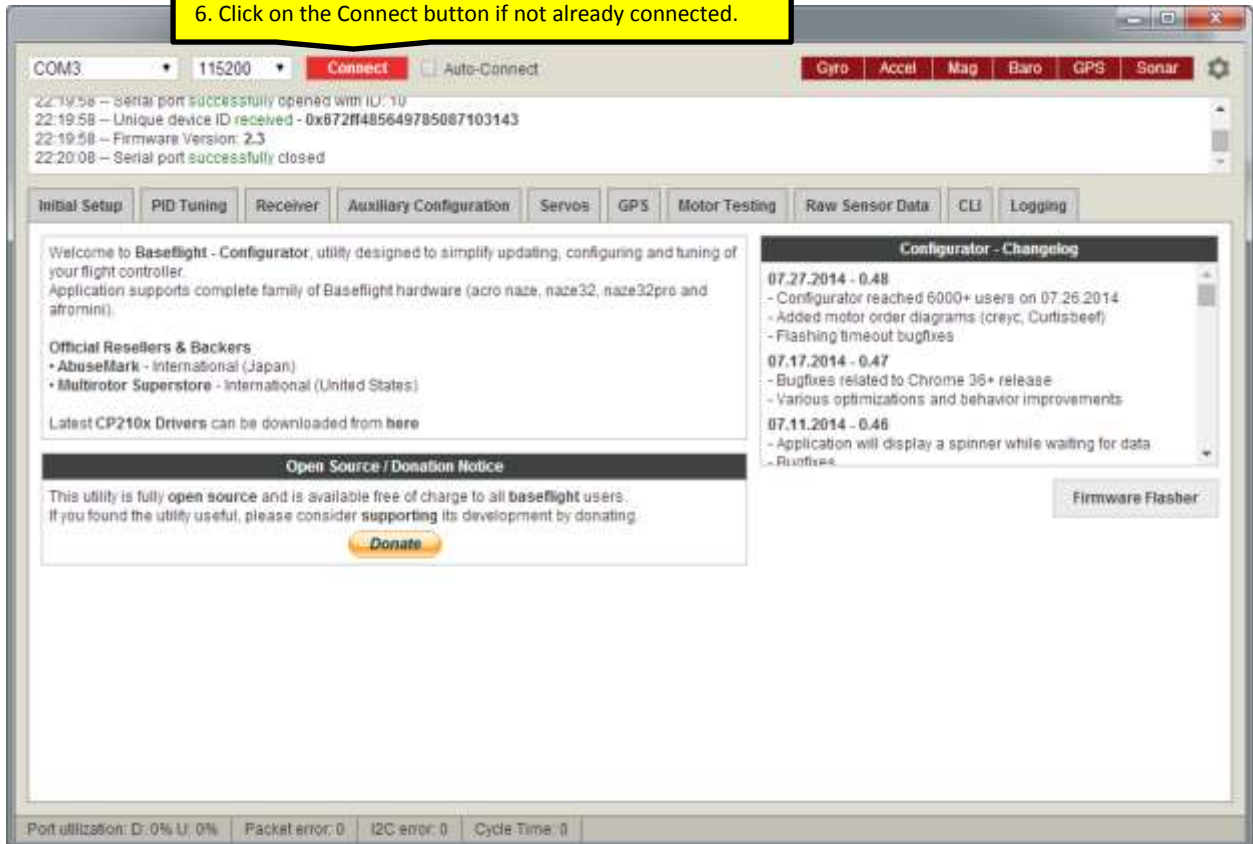 6. Click on the Connect button if not already connected.
COM3 115200 Connect Auto-Connect Gyro Accel Mag Baro GPS Sonar
22:19:58 -- Serial port successfully opened with ID: 10
22:19:58 -- Unique device ID received - 0x672ff485649785087103143
22:19:58 -- Firmware Version: 2.3
22:20:08 -- Serial port successfully closed
Initial Setup PID Tuning Receiver Auxiliary Configuration Servos GPS Motor Testing Raw Sensor Data CLI Logging
Welcome to Baseflight - Configurator, utility designed to simplify updating, configuring and tuning of
your flight controller.
Application supports complete family of Baseflight hardware (acro naze, naze32, naze32pro and
afromini).
Official Resellers & Backers
• AbuseMark - International (Japan)
• Multirotor Superstore - International (United States)
Latest CP210x Drivers can be downloaded from here
Open Source / Donation Notice
This utility is fully open source and is available free of charge to all baseflight users.
If you found the utility useful, please consider supporting its development by donating.
Donate
Configurator - Changelog
07.27.2014 - 0.48
- Configurator reached 6000+ users on 07.26.2014
- Added motor order diagrams (creyc, Curtisbeef)
- Flashing timeout bugfixes
07.17.2014 - 0.47
- Bugfixes related to Chrome 36+ release
- Various optimizations and behavior improvements
07.11.2014 - 0.46
- Application will display a spinner while waiting for data
- Bugfixes
Firmware Flasher
Port utilization: D: 0% U: 0% Packet error: 0 I2C error: 0 Cycle Time: 0